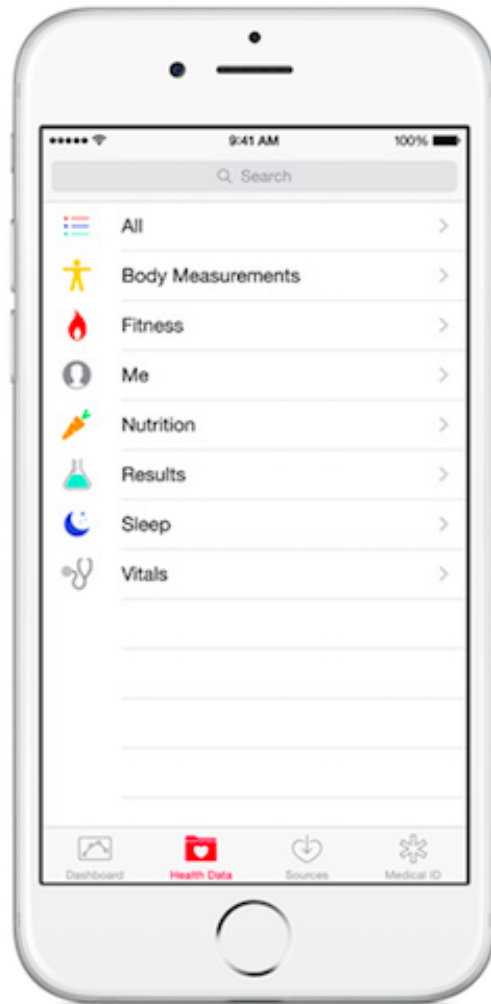 9:41 AM 100%
Search
All
Body Measurements
Fitness
Me
Nutrition
Results
Sleep
Vitals
Dashboard Health Data Sources Medical ID